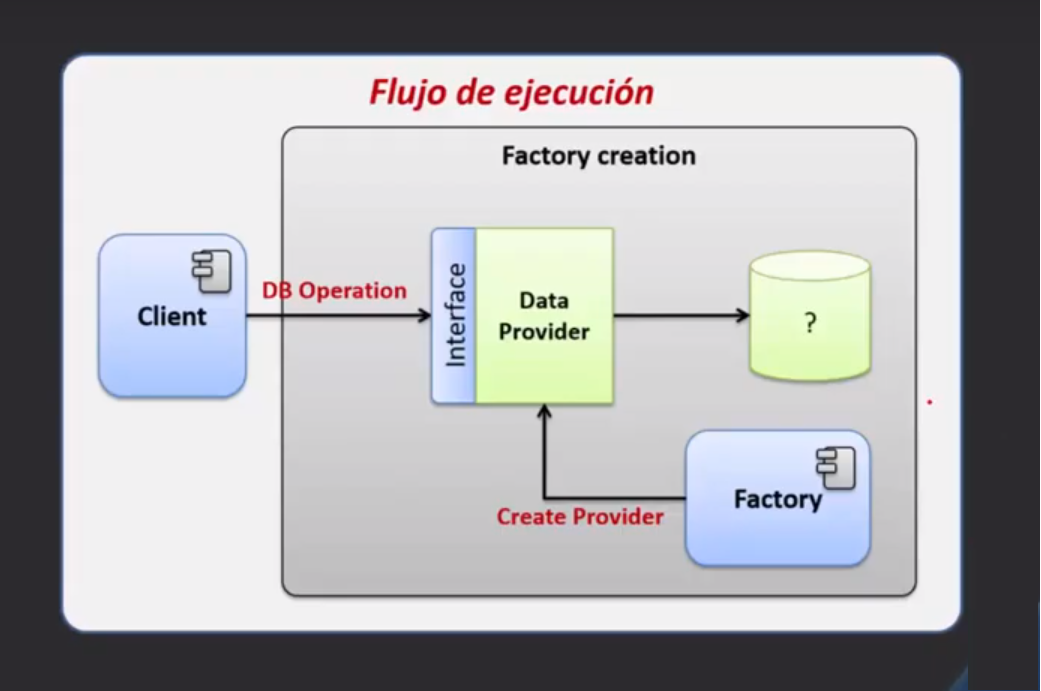 Flujo de ejecución
Factory creation
Client
DB Operation
Interface
Data
Provider
?
Factory
Create Provider